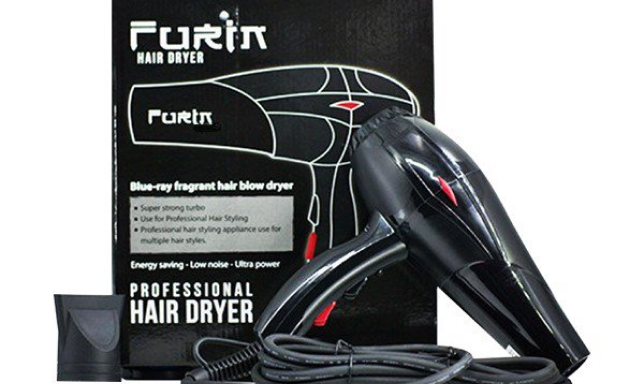 Furin
HAIR DRYER
Furin
Blue-ray fragrant hair blow dryer
Super strong turbo
Use for Professional Hair Styling
Professional hair styling appliance use for
multiple hair styles.
Energy saving - Low noise - Ultra power
PROFESSIONAL
HAIR DRYER